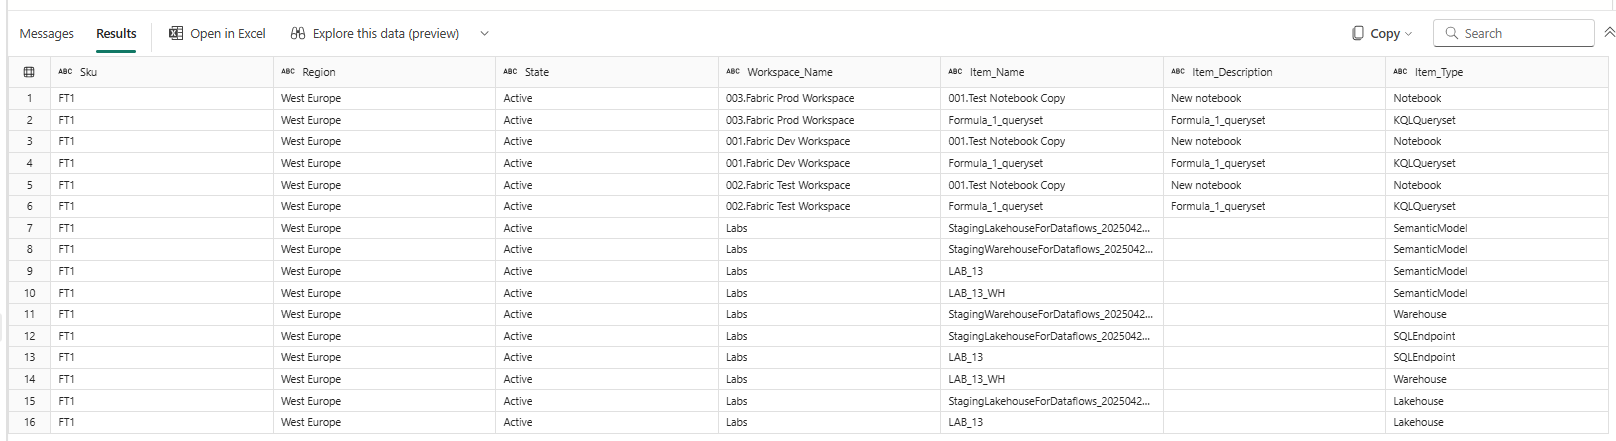 Messages Results Open in Excel Explore this data (preview) Copy Search
ABC Sku ABC Region ABC State ABC Workspace_Name ABC Item_Name ABC Item_Description ABC Item_Type
1 FT1 West Europe Active 003.Fabric Prod Workspace 001.Test Notebook Copy New notebook Notebook
2 FT1 West Europe Active 003.Fabric Prod Workspace Formula_1_queryset Formula_1_queryset KQLQueryset
3 FT1 West Europe Active 001.Fabric Dev Workspace 001.Test Notebook Copy New notebook Notebook
4 FT1 West Europe Active 001.Fabric Dev Workspace Formula_1_queryset Formula_1_queryset KQLQueryset
5 FT1 West Europe Active 002.Fabric Test Workspace 001.Test Notebook Copy New notebook Notebook
6 FT1 West Europe Active 002.Fabric Test Workspace Formula_1_queryset Formula_1_queryset KQLQueryset
7 FT1 West Europe Active Labs StagingLakehouseForDataflows_2025042... SemanticModel
8 FT1 West Europe Active Labs StagingWarehouseForDataflows_2025042... SemanticModel
9 FT1 West Europe Active Labs LAB_13 SemanticModel
10 FT1 West Europe Active Labs LAB_13_WH SemanticModel
11 FT1 West Europe Active Labs StagingWarehouseForDataflows_2025042... Warehouse
12 FT1 West Europe Active Labs StagingLakehouseForDataflows_2025042... SQLEndpoint
13 FT1 West Europe Active Labs LAB_13 SQLEndpoint
14 FT1 West Europe Active Labs LAB_13_WH Warehouse
15 FT1 West Europe Active Labs StagingLakehouseForDataflows_2025042... Lakehouse
16 FT1 West Europe Active Labs LAB_13 Lakehouse